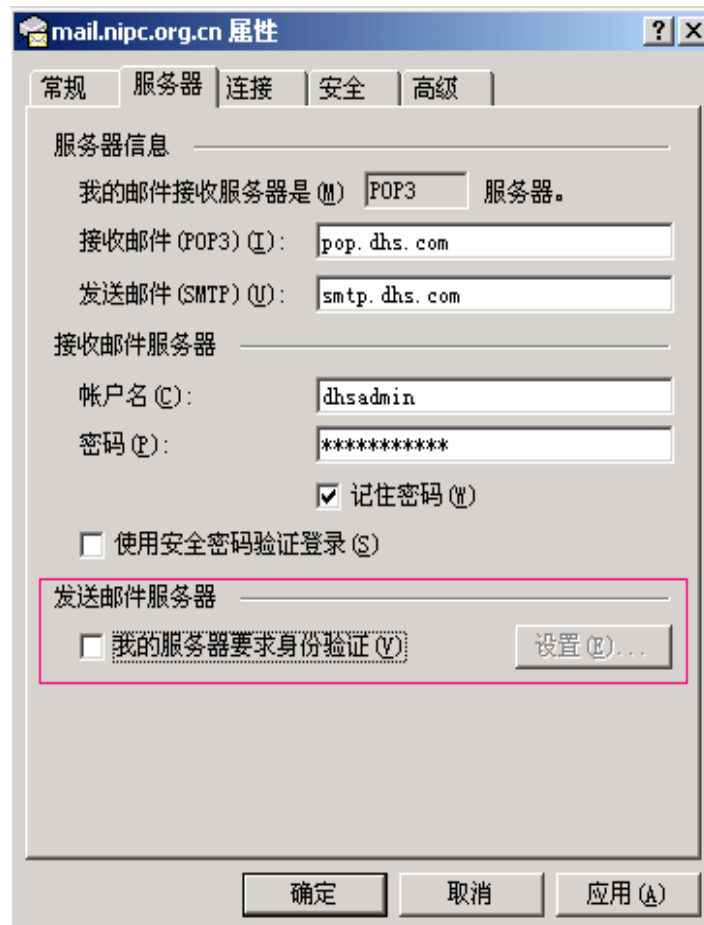 mail.nipc.org.cn 属性
常规 服务器 连接 安全 高级
服务器信息
我的邮件接收服务器是(M) POP3 服务器。
接收邮件(POP3)(I): pop.dhs.com
发送邮件(SMTP)(U): smtp.dhs.com
接收邮件服务器
帐户名(C): dhsadmin
密码(P): ***********
记住密码(W)
使用安全密码验证登录(S)
发送邮件服务器
我的服务器要求身份验证(V) 设置(E)...
确定 取消 应用(A)